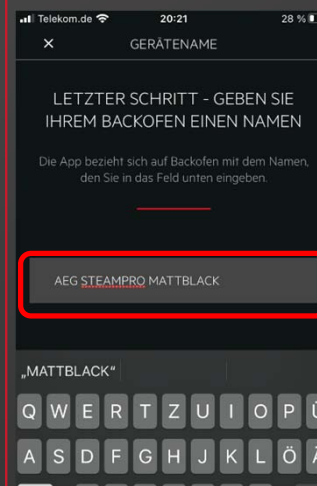 Telekom.de 20:21 28 %
× GERÄTENAME
LETZTER SCHRITT - GEBEN SIE
IHREM BACKOFEN EINEN NAMEN
Die App bezieht sich auf Backofen mit dem Namen,
den Sie in das Feld unten eingeben.
AEG STEAMPRO MATTBLACK
„MATTBLACK“
Q W E R T Z U I O P Ü
A S D F G H J K L Ö Ä